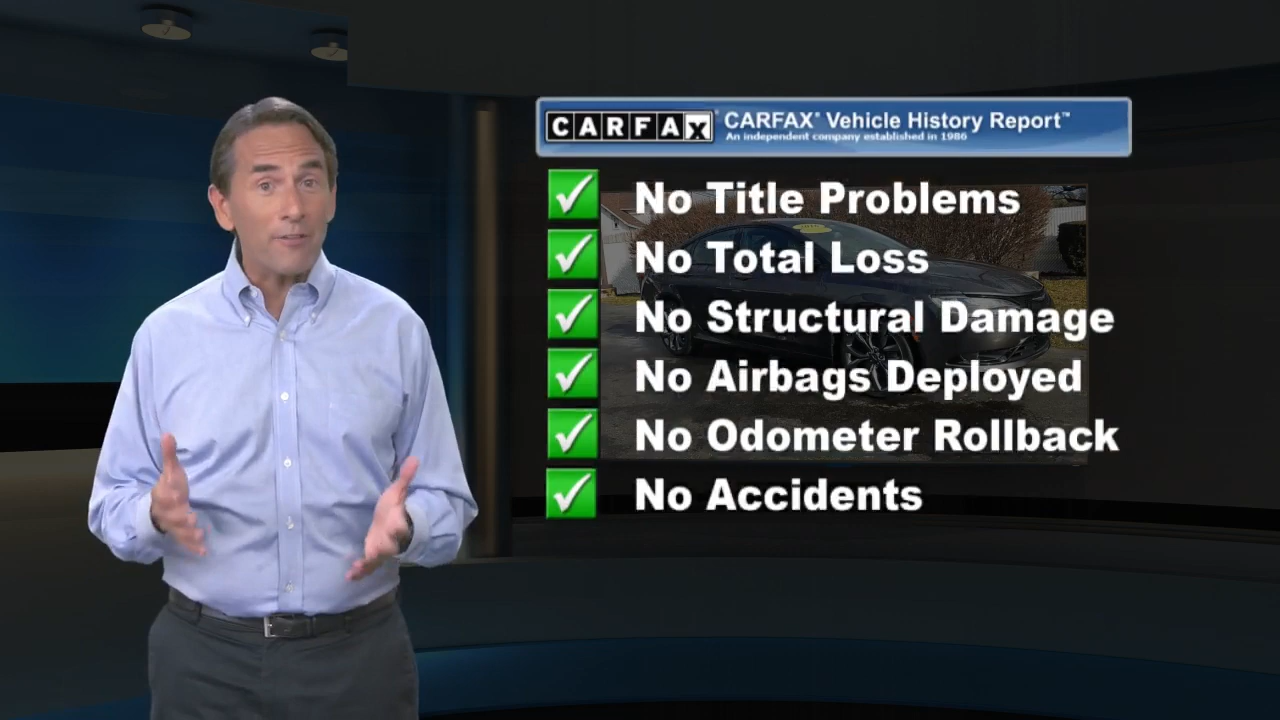 CARFAX® CARFAX® Vehicle History Report™
An independent company established in 1986
No Title Problems
No Total Loss
No Structural Damage
No Airbags Deployed
No Odometer Rollback
No Accidents